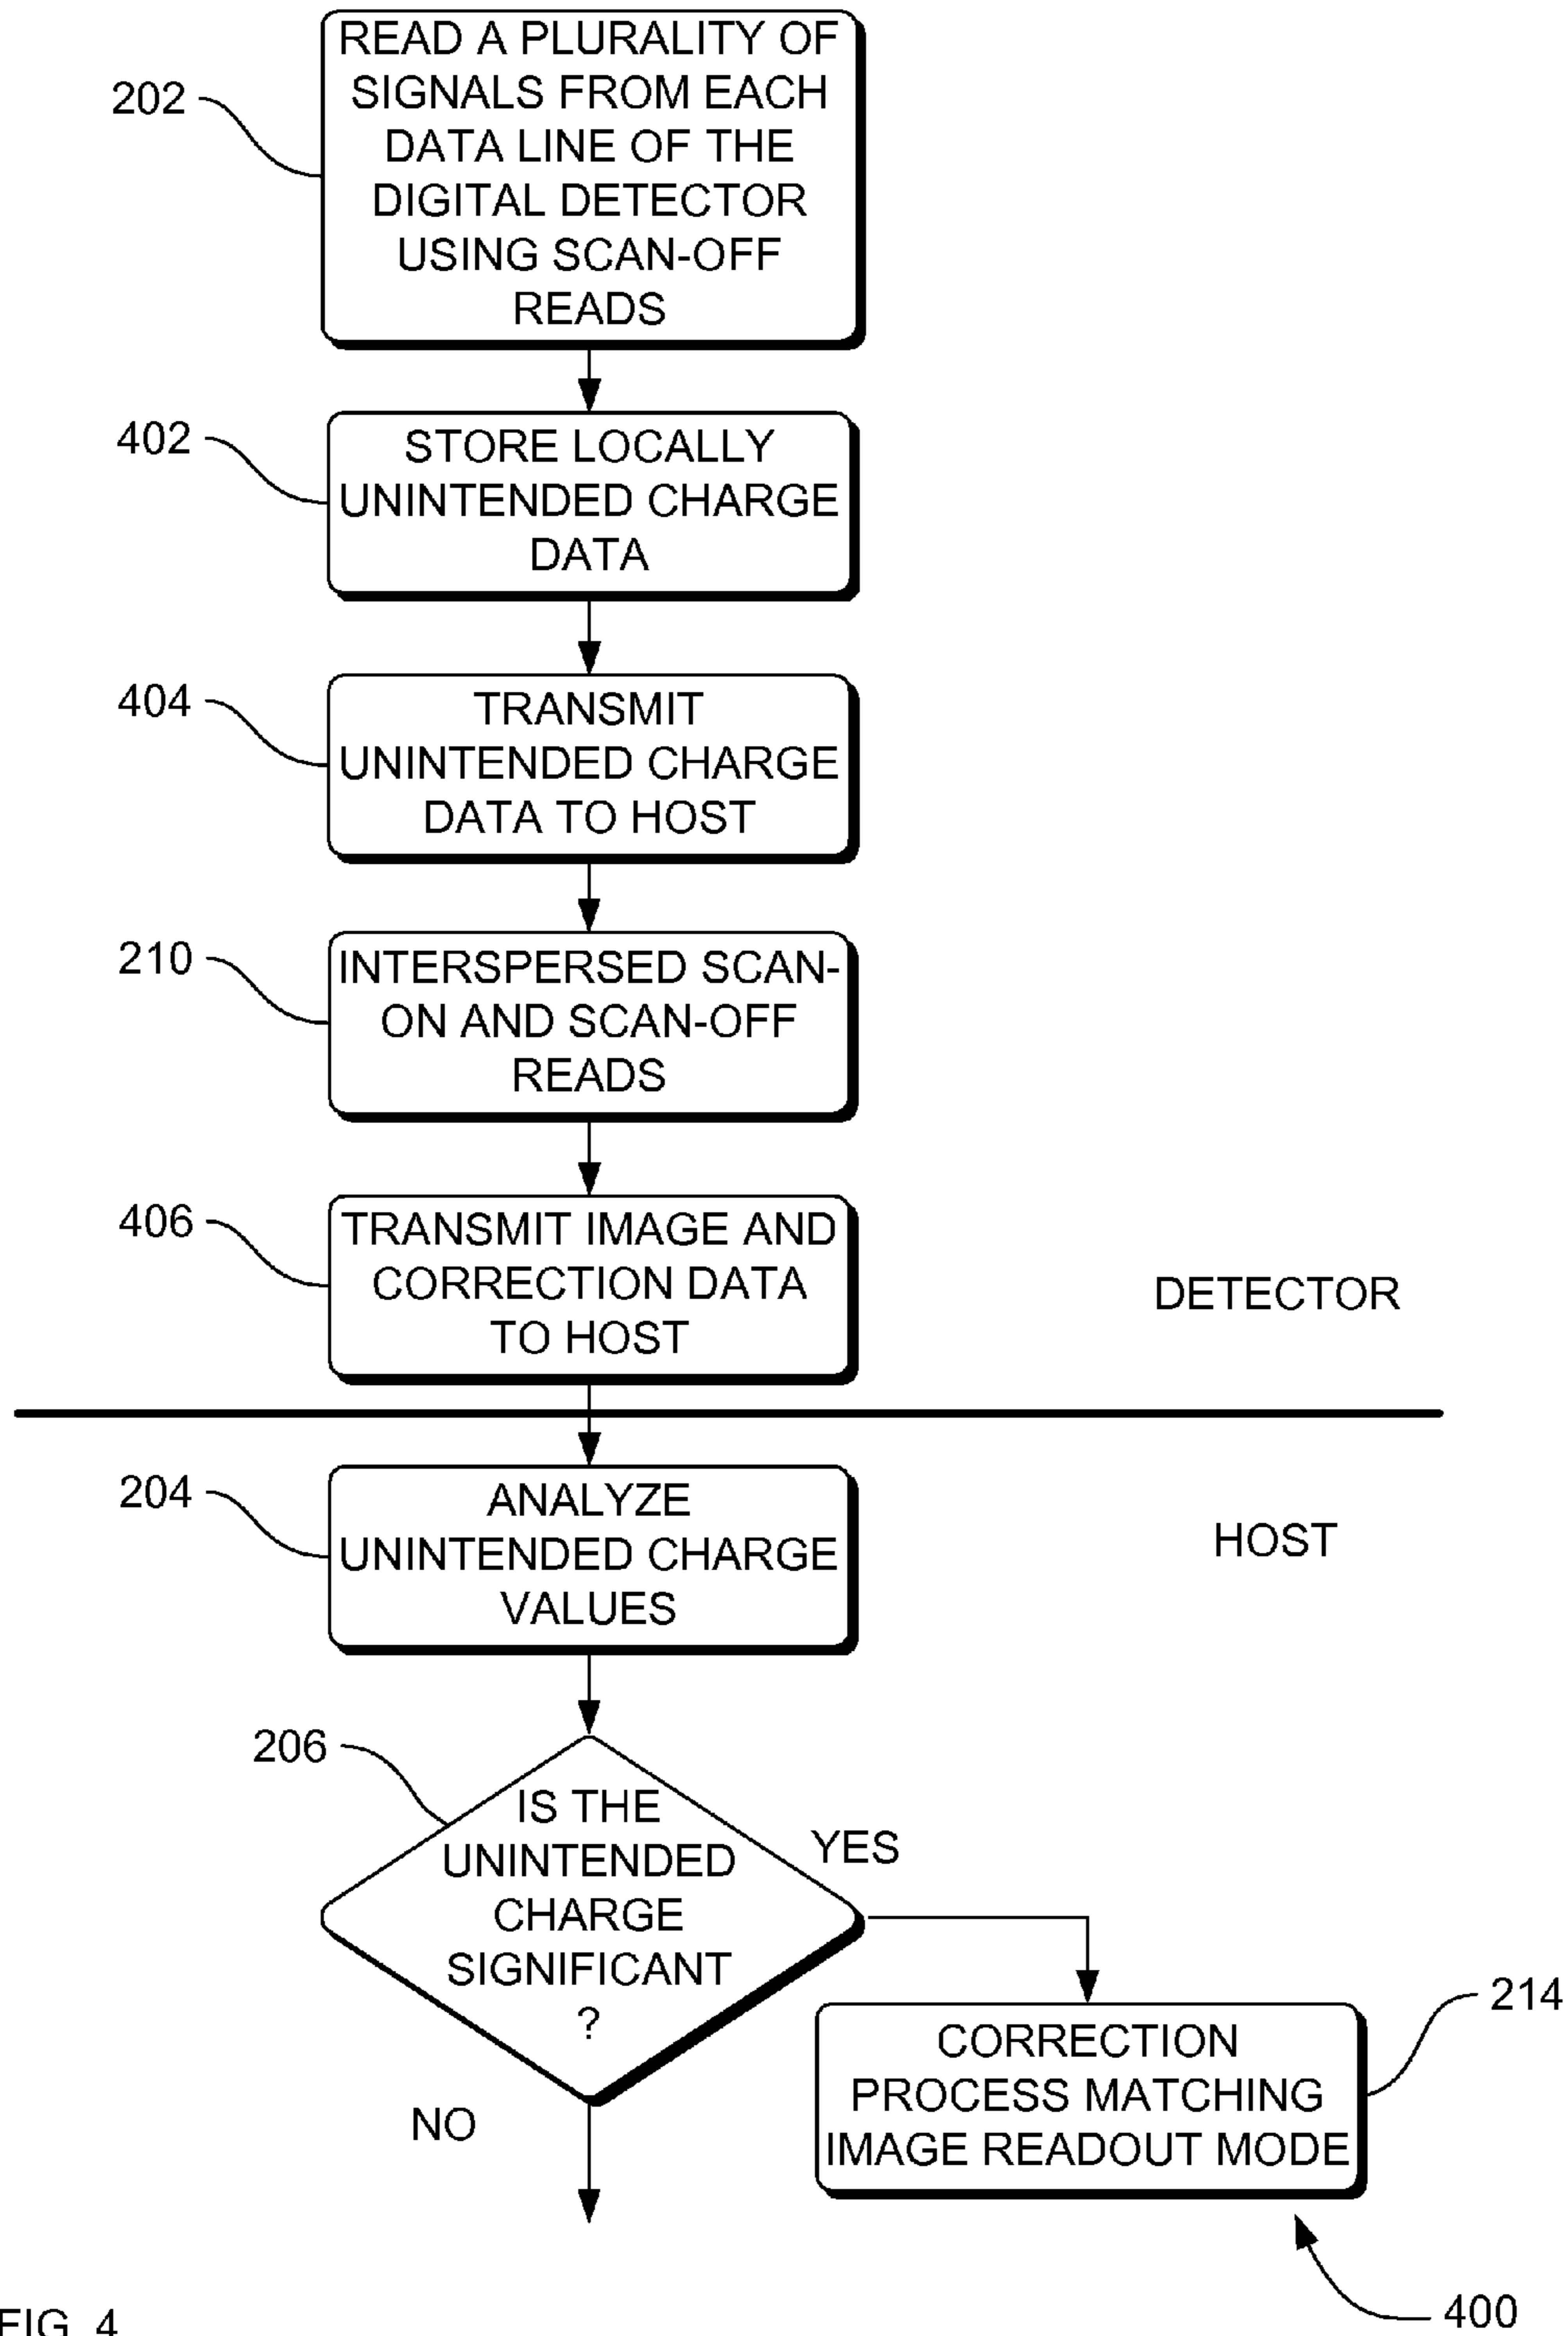 202
READ A PLURALITY OF
SIGNALS FROM EACH
DATA LINE OF THE
DIGITAL DETECTOR
USING SCAN-OFF
READS
402
STORE LOCALLY
UNINTENDED CHARGE
DATA
404
TRANSMIT
UNINTENDED CHARGE
DATA TO HOST
210
INTERSPERSED SCAN-
ON AND SCAN-OFF
READS
406
TRANSMIT IMAGE AND
CORRECTION DATA
TO HOST
DETECTOR
204
ANALYZE
UNINTENDED CHARGE
VALUES
HOST
206
IS THE
UNINTENDED
CHARGE
SIGNIFICANT
?
YES
NO
214
CORRECTION
PROCESS MATCHING
IMAGE READOUT MODE
400
FIG. 4